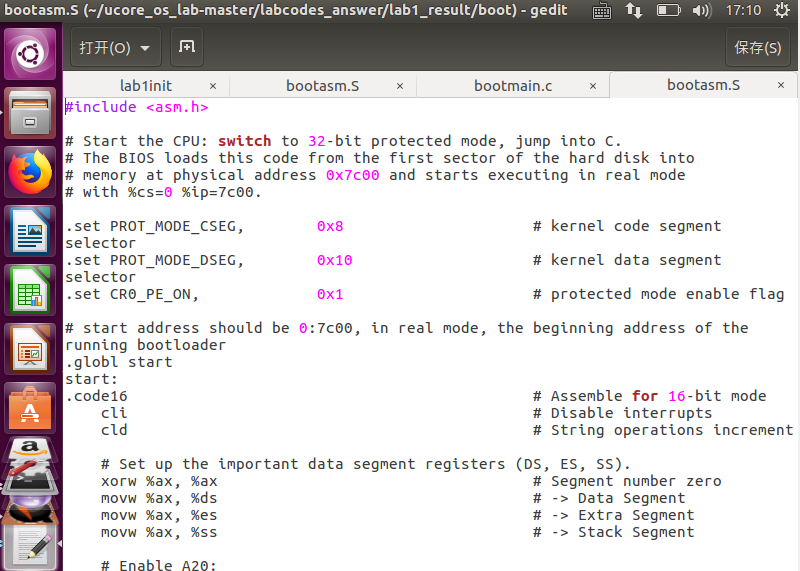 bootasm.S (~/ucore_os_lab-master/labcodes_answer/lab1_result/boot) - gedit
17:10
打开(O)
保存(S)
lab1init ×
bootasm.S ×
bootmain.c ×
bootasm.S ×
#include <asm.h>
# Start the CPU: switch to 32-bit protected mode, jump into C.
# The BIOS loads this code from the first sector of the hard disk into
# memory at physical address 0x7c00 and starts executing in real mode
# with %cs=0 %ip=7c00.
.set PROT_MODE_CSEG, 0x8 # kernel code segment
selector
.set PROT_MODE_DSEG, 0x10 # kernel data segment
selector
.set CR0_PE_ON, 0x1 # protected mode enable flag
# start address should be 0:7c00, in real mode, the beginning address of the
running bootloader
.globl start
start:
.code16 # Assemble for 16-bit mode
cli # Disable interrupts
cld # String operations increment
# Set up the important data segment registers (DS, ES, SS).
xorw %ax, %ax # Segment number zero
movw %ax, %ds # -> Data Segment
movw %ax, %es # -> Extra Segment
movw %ax, %ss # -> Stack Segment
# Enable A20: